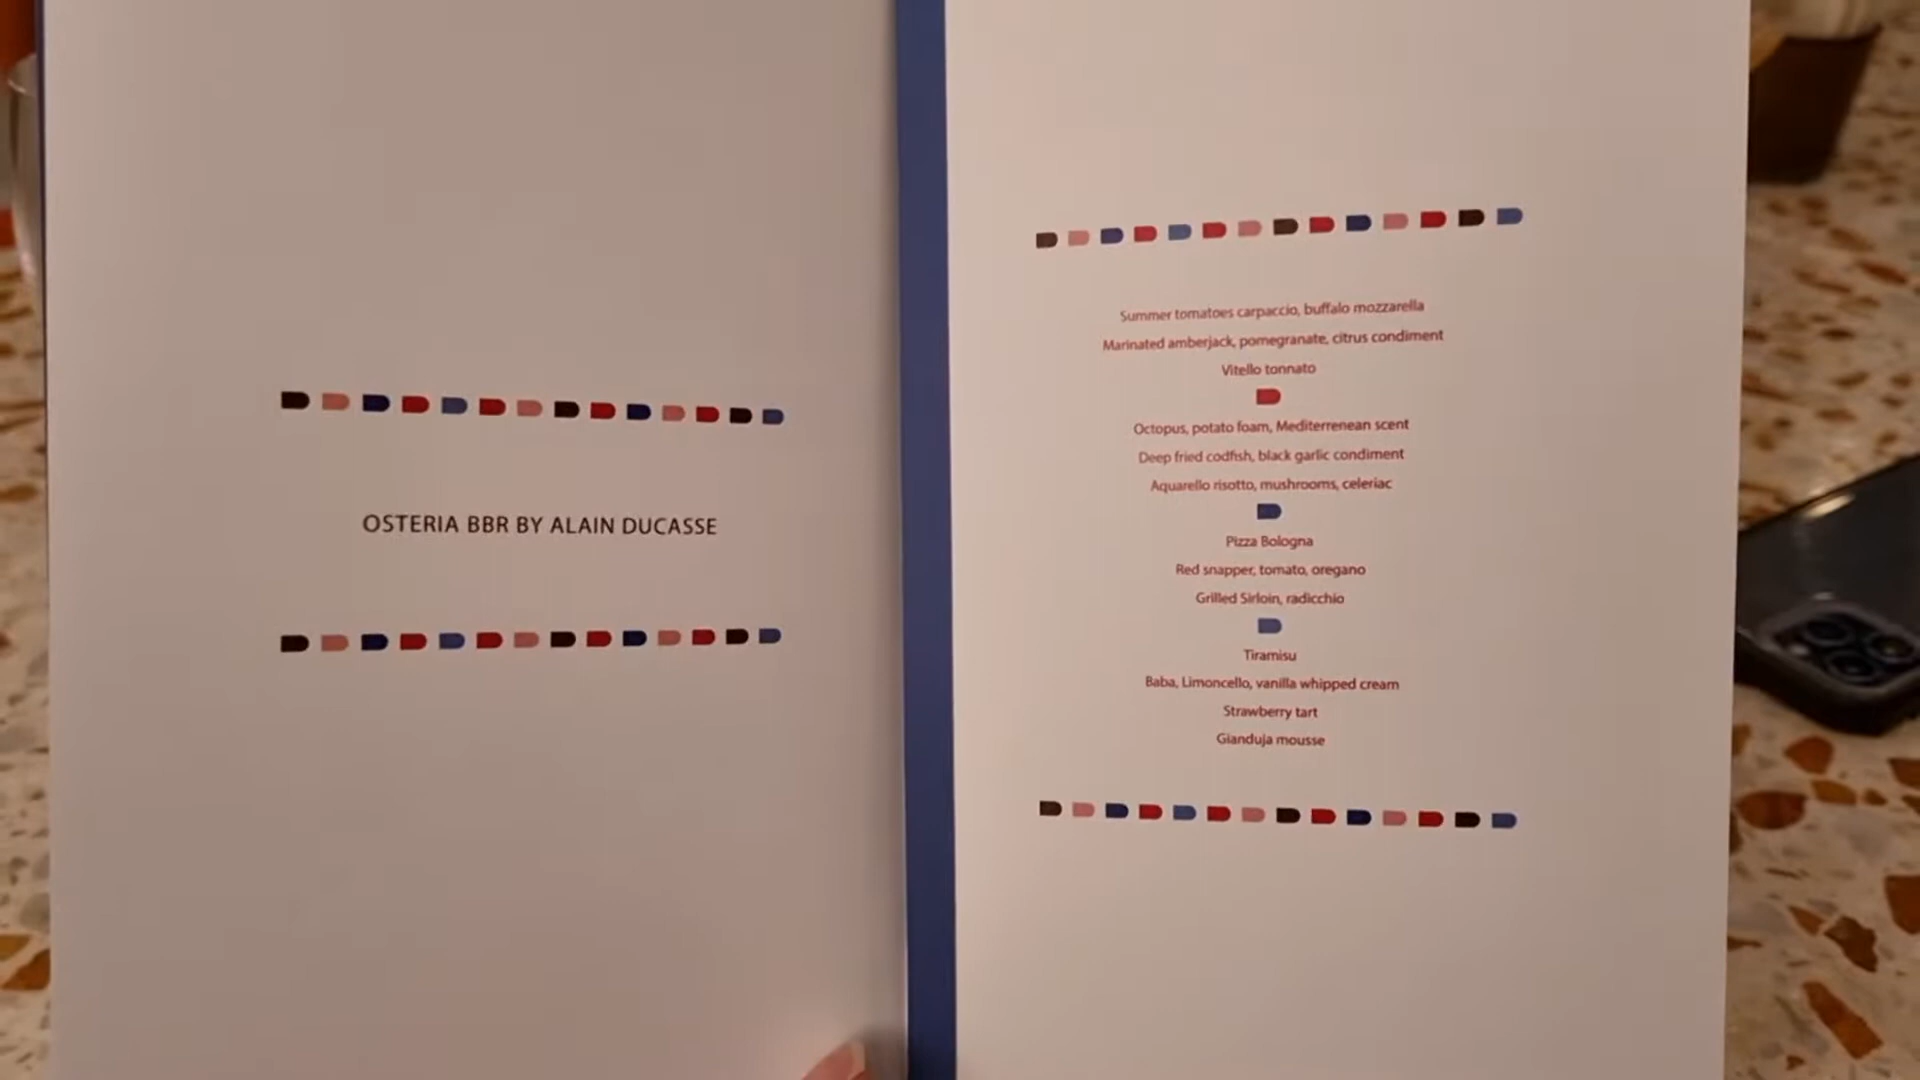 OSTERIA BBR BY ALAIN DUCASSE
Summer tomatoes carpaccio, buffalo mozzarella
Marinated amberjack, pomegranate, citrus condiment
Vitello tonnato
Octopus, potato foam, Mediterrenean scent
Deep fried codfish, black garlic condiment
Aquarello risotto, mushrooms, celeriac
Pizza Bologna
Red snapper, tomato, oregano
Grilled Sirloin, radicchio
Tiramisu
Baba, Limoncello, vanilla whipped cream
Strawberry tart
Gianduja mousse